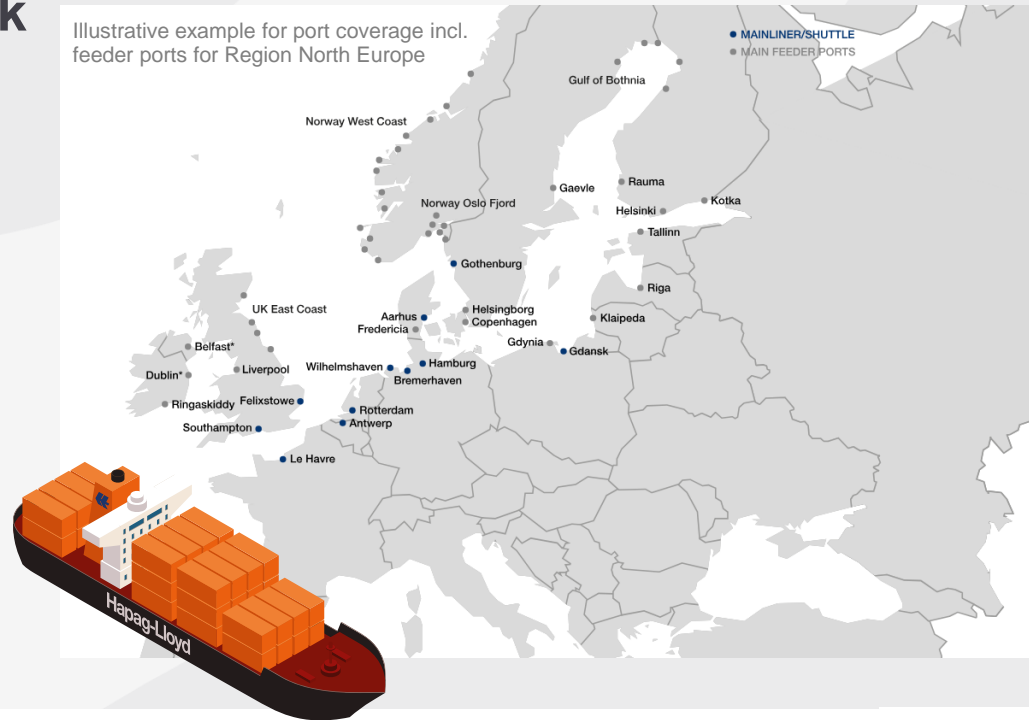 k
Illustrative example for port coverage incl.
feeder ports for Region North Europe
MAINLINER/SHUTTLE
MAIN FEEDER PORTS
Gulf of Bothnia
Norway West Coast
Gaevle
Rauma
Kotka
Norway Oslo Fjord
Helsinki
Tallinn
Gothenburg
Riga
UK East Coast
Aarhus
Helsingborg
Fredericia
Copenhagen
Klaipeda
Gdynia
Gdansk
Belfast*
Dublin*
Liverpool
Wilhelmshaven
Hamburg
Bremerhaven
Ringaskiddy
Felixstowe
Rotterdam
Southampton
Antwerp
Le Havre
Hapag-Lloyd